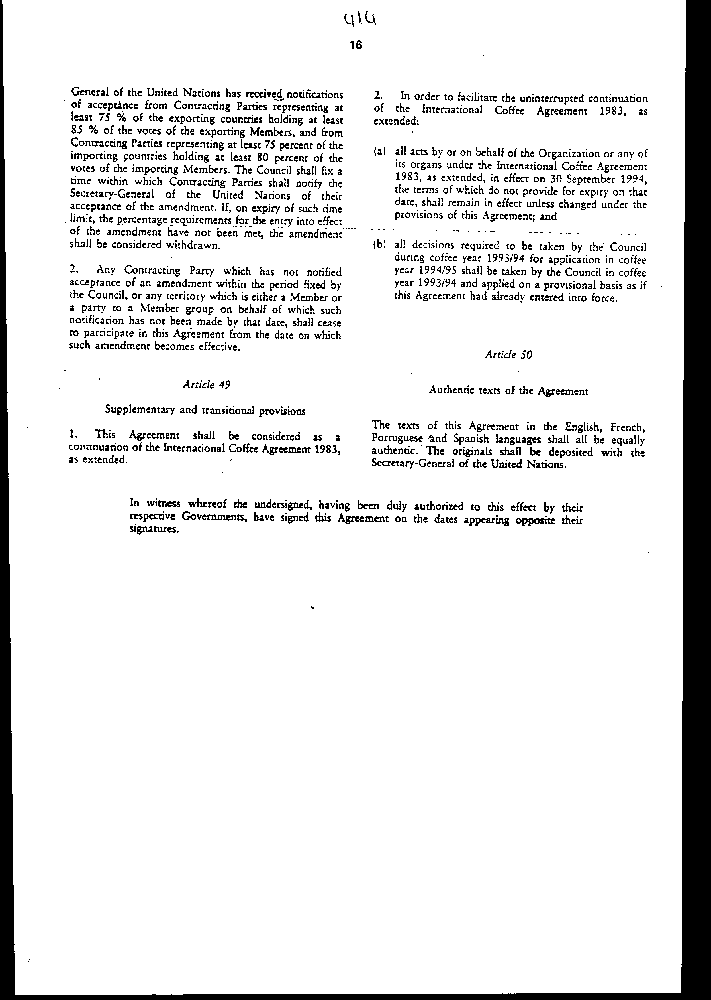 414
16
General of the United Nations has received notifications
of acceptance from Contracting Parties representing at
least 75 % of the exporting countries holding at least
85 % of the votes of the exporting Members, and from
Contracting Parties representing at least 75 percent of the
importing countries holding at least 80 percent of the
votes of the importing Members. The Council shall fix a
time within which Contracting Parties shall notify the
Secretary-General of the United Nations of their
acceptance of the amendment. If, on expiry of such time
limit, the percentage requirements for the entry into effect
of the amendment have not been met, the amendment
shall be considered withdrawn.
2. Any Contracting Party which has not notified
acceptance of an amendment within the period fixed by
the Council, or any territory which is either a Member or
a party to a Member group on behalf of which such
notification has not been made by that date, shall cease
to participate in this Agreement from the date on which
such amendment becomes effective.
Article 49
Supplementary and transitional provisions
1. This Agreement shall be considered as a
continuation of the International Coffee Agreement 1983,
as extended.
2. In order to facilitate the uninterrupted continuation
of the International Coffee Agreement 1983, as
extended:
(a) all acts by or on behalf of the Organization or any of
its organs under the International Coffee Agreement
1983, as extended, in effect on 30 September 1994,
the terms of which do not provide for expiry on that
date, shall remain in effect unless changed under the
provisions of this Agreement; and
(b) all decisions required to be taken by the Council
during coffee year 1993/94 for application in coffee
year 1994/95 shall be taken by the Council in coffee
year 1993/94 and applied on a provisional basis as if
this Agreement had already entered into force.
Article 50
Authentic texts of the Agreement
The texts of this Agreement in the English, French,
Portuguese and Spanish languages shall all be equally
authentic. The originals shall be deposited with the
Secretary-General of the United Nations.
In witness whereof the undersigned, having been duly authorized to this effect by their
respective Governments, have signed this Agreement on the dates appearing opposite their
signatures.